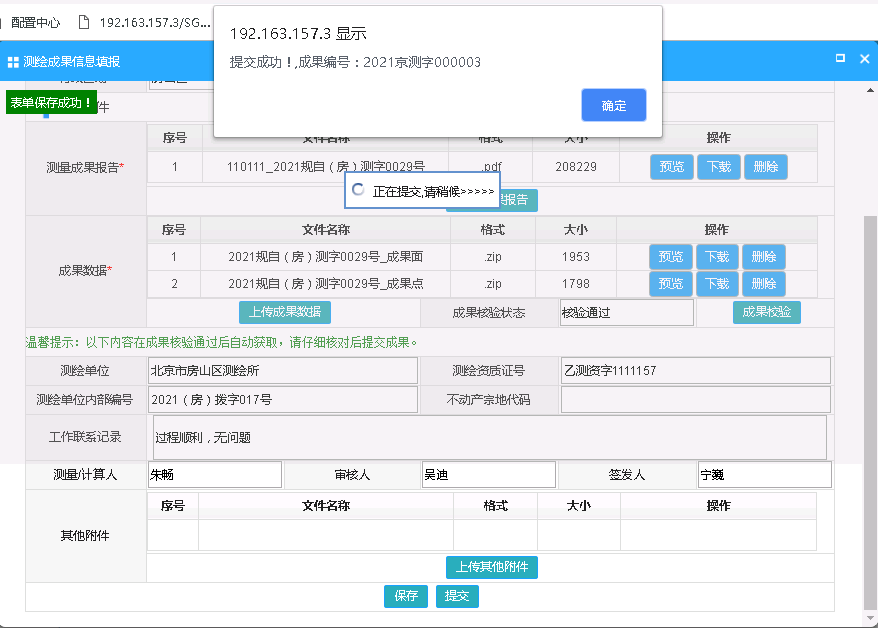 配置中心 192.163.157.3/SG...
192.163.157.3 显示
提交成功！,成果编号：2021京测字000003
确定
测绘成果信息填报
表单保存成功！
件
序号 文件名称 格式 大小 操作
测量成果报告*
1 110111_2021规自（房）测字0029号 .pdf 208229 预览 下载 删除
正在提交,请稍候>>>>>
报告
序号 文件名称 格式 大小 操作
成果数据*
1 2021规自（房）测字0029号_成果面 .zip 1953 预览 下载 删除
2 2021规自（房）测字0029号_成果点 .zip 1798 预览 下载 删除
上传成果数据 成果核验状态 核验通过 成果校验
温馨提示：以下内容在成果核验通过后自动获取，请仔细核对后提交成果。
测绘单位 北京市房山区测绘所 测绘资质证号 乙测资字1111157
测绘单位内部编号 2021（房）拨字017号 不动产宗地代码
工作联系记录 过程顺利，无问题
测量/计算人 朱畅 审核人 吴迪 签发人 宁巍
序号 文件名称 格式 大小 操作
其他附件
上传其他附件
保存 提交